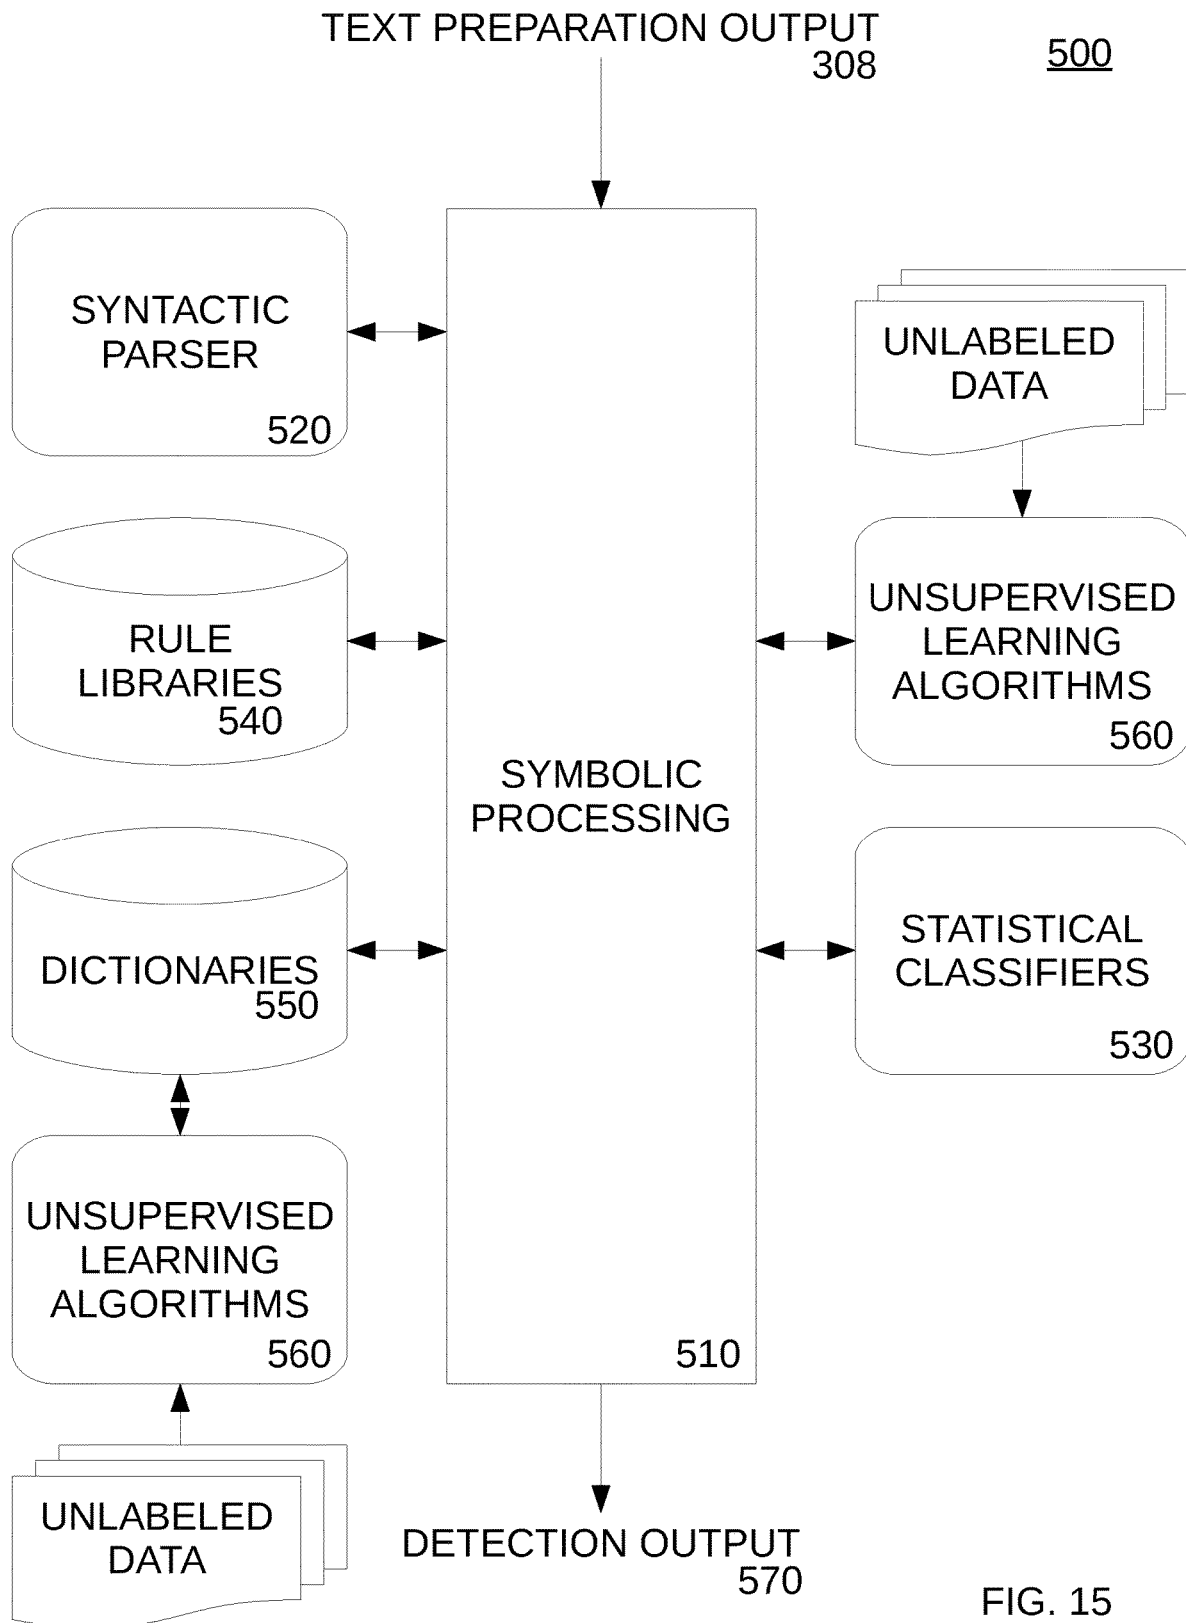 TEXT PREPARATION OUTPUT
308
500
SYNTACTIC
PARSER
520
UNLABELED
DATA
RULE
LIBRARIES
540
UNSUPERVISED
LEARNING
ALGORITHMS
560
SYMBOLIC
PROCESSING
510
DICTIONARIES
550
STATISTICAL
CLASSIFIERS
530
UNSUPERVISED
LEARNING
ALGORITHMS
560
UNLABELED
DATA
DETECTION OUTPUT
570
FIG. 15